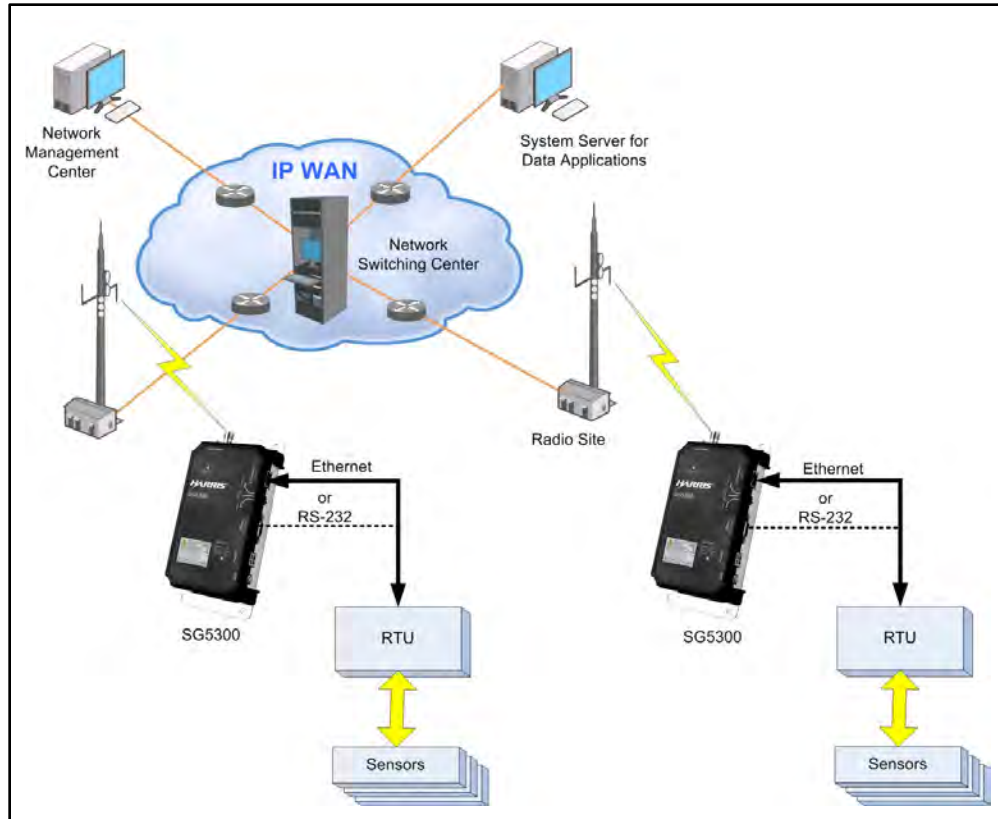 Network
Management
Center
System Server for
Data Applications
IP WAN
Network
Switching Center
Radio Site
HARRIS
Ethernet
or
RS-232
SG5300
RTU
Sensors
HARRIS
Ethernet
or
RS-232
SG5300
RTU
Sensors